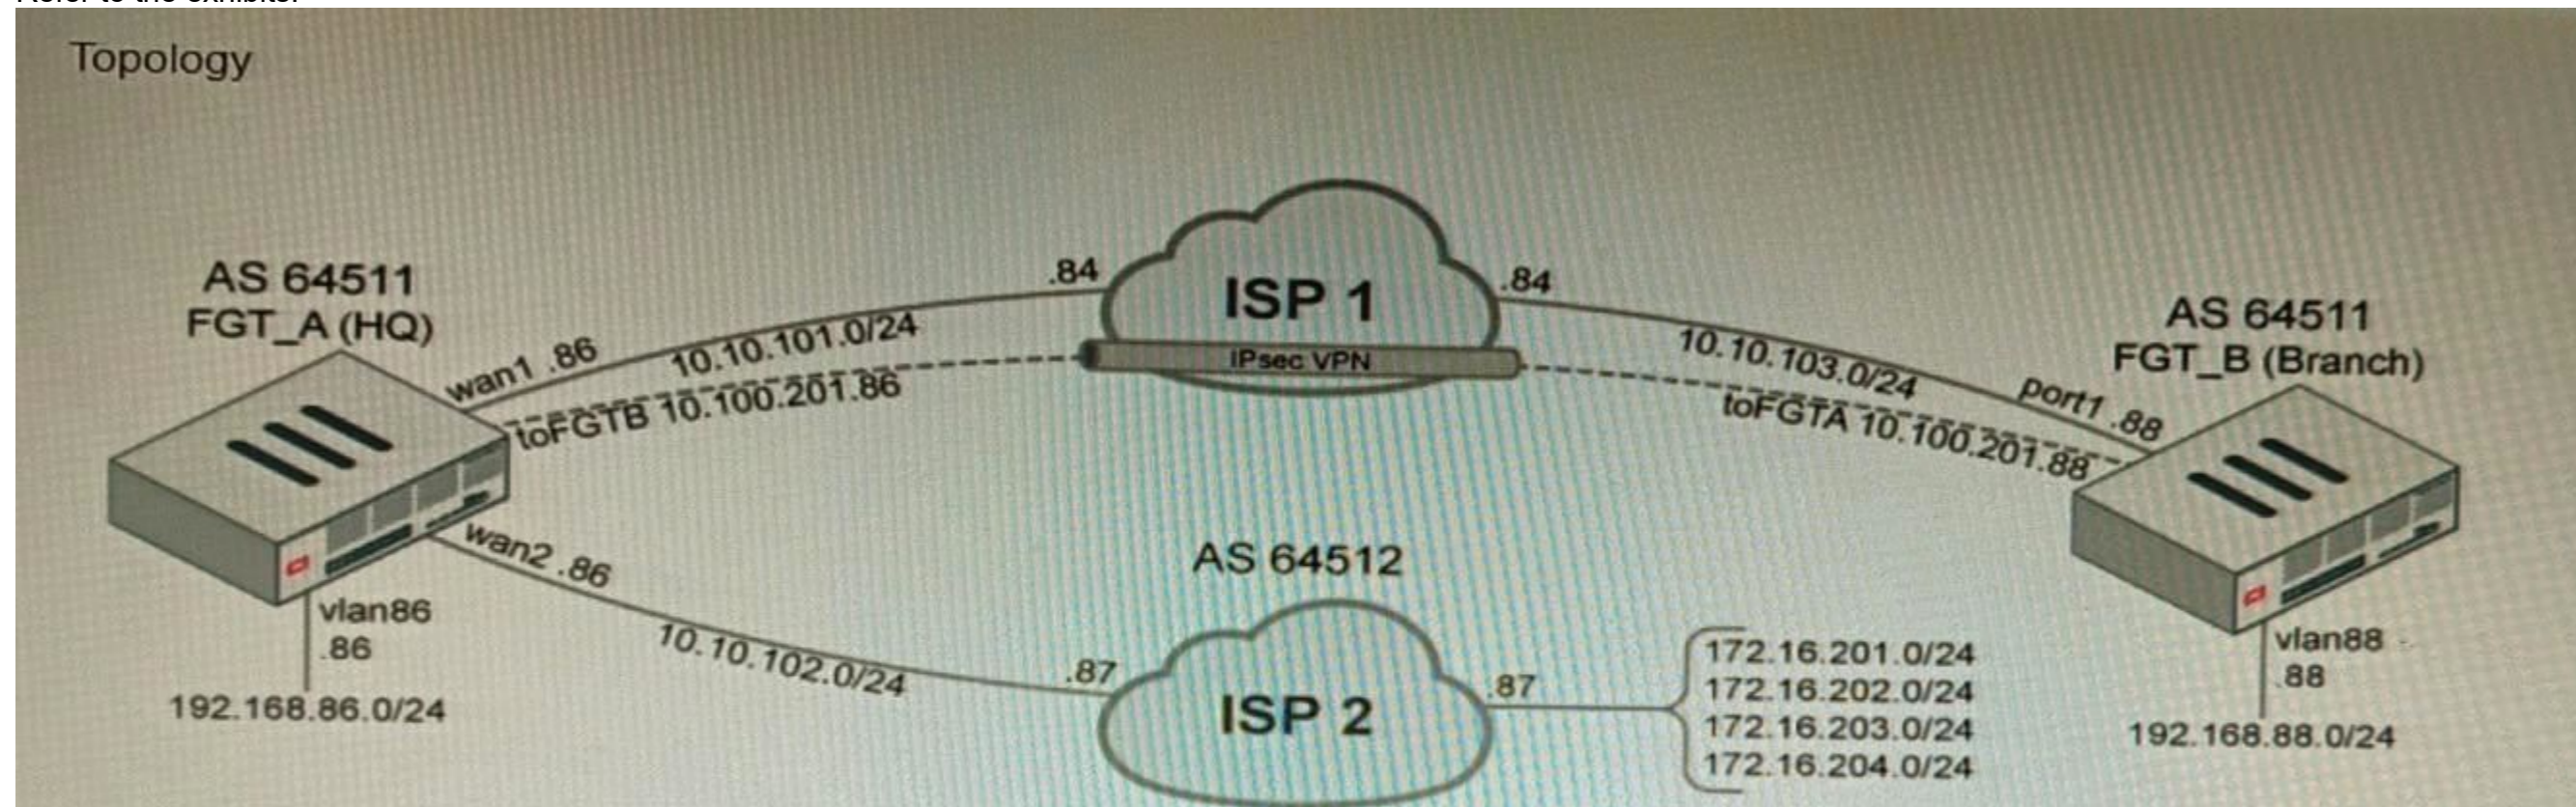 Refer to the exhibits.
Topology
AS 64511
FGT_A (HQ)
wan1 .86
10.10.101.0/24
.84
toFGTB 10.100.201.86
ISP 1
IPsec VPN
.84
10.10.103.0/24
port1 .88
toFGTA 10.100.201.88
AS 64511
FGT_B (Branch)
wan2 .86
10.10.102.0/24
.87
vlan86
.86
192.168.86.0/24
AS 64512
ISP 2
.87
172.16.201.0/24
172.16.202.0/24
172.16.203.0/24
172.16.204.0/24
vlan88
.88
192.168.88.0/24